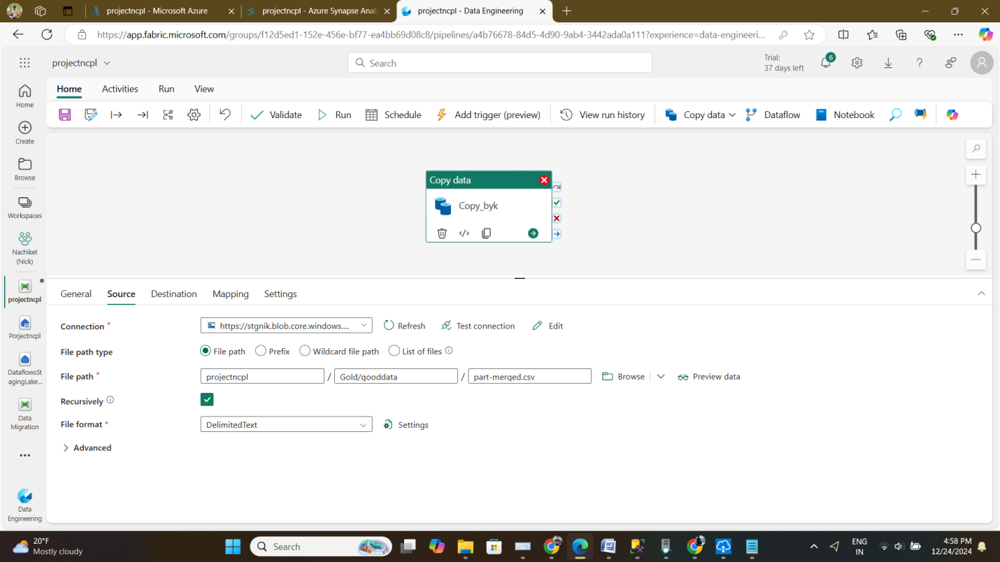 projectncpl - Microsoft Azure
projectncpl - Azure Synapse Analy
projectncpl - Data Engineering
https://app.fabric.microsoft.com/groups/f12d5ed1-152e-456e-bf77-ea4bb69d08c8/pipelines/a4b76678-84d5-4d90-9ab4-3442ada0a111?experience=data-engineeri...
projectncpl
Search
Trial:
37 days left
6
Home
Activities
Run
View
Validate
Run
Schedule
Add trigger (preview)
View run history
Copy data
Dataflow
Notebook
Home
Create
Browse
Workspaces
Nachiket
(Nick)
projectncpl
Porjectncpl
DataflowsSt
agingLake...
Data
Migration
Data
Engineering
Copy data
Copy_byk
General
Source
Destination
Mapping
Settings
Connection *
https://stgnik.blob.core.windows....
Refresh
Test connection
Edit
File path type
File path
Prefix
Wildcard file path
List of files
File path *
projectncpl / Gold/gooddata / part-merged.csv
Browse
Preview data
Recursively
File format *
DelimitedText
Settings
Advanced
20°F
Mostly cloudy
Search
ENG
IN
4:58 PM
12/24/2024